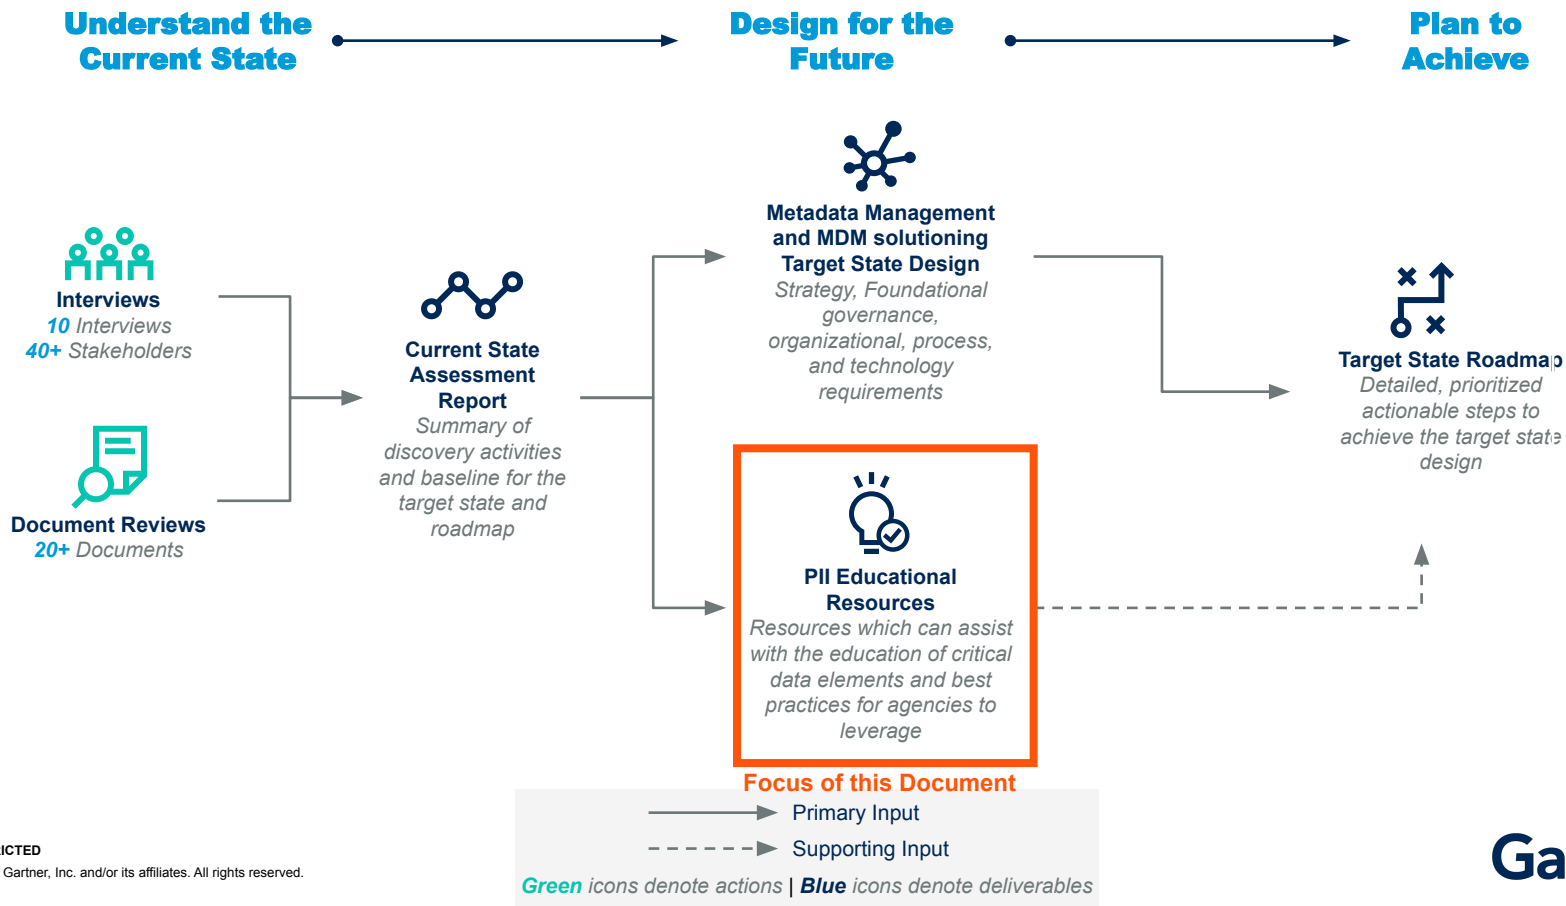 Understand the
Current State
Design for the
Future
Plan to
Achieve
Interviews
10 Interviews
40+ Stakeholders
Document Reviews
20+ Documents
Current State
Assessment
Report
Summary of
discovery activities
and baseline for the
target state and
roadmap
Metadata Management
and MDM solutioning
Target State Design
Strategy, Foundational
governance,
organizational, process,
and technology
requirements
PII Educational
Resources
Resources which can assist
with the education of critical
data elements and best
practices for agencies to
leverage
Focus of this Document
Target State Roadmap
Detailed, prioritized
actionable steps to
achieve the target state
design
Primary Input
Supporting Input
Green icons denote actions | Blue icons denote deliverables
ICTED
Gartner, Inc. and/or its affiliates. All rights reserved.
Ga